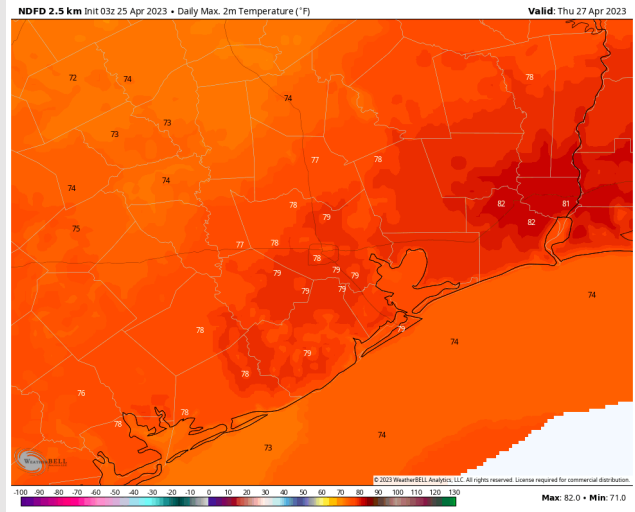 NDFD 2.5 km Init 03z 25 Apr 2023 • Daily Max. 2m Temperature (°F) Valid: Thu 27 Apr 2023
72 74 78
74
73
73
77 78
74 74
78 82 81
79 82
75
77 78
78
79 79 79
79 79 74
78 79
74
79
78
76
78
78
74
73
WeatherBELL
© 2023 WeatherBELL Analytics, LLC. All rights reserved. License required for commercial distribution.
-100 -90 -80 -70 -60 -50 -40 -30 -20 -10 0 10 20 30 40 50 60 70 80 90 100 110 120 130
Max: 82.0 • Min: 71.0